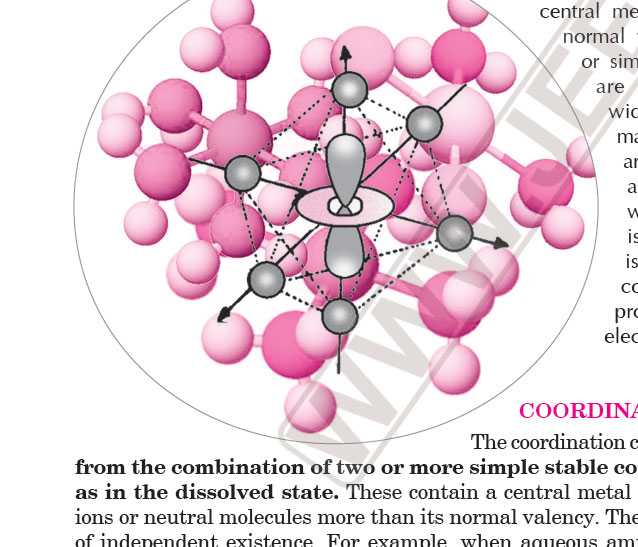 central me
normal
or sim
are
wid
ma
ar
a
w
is
is
co
pro
elec
WWW.JEE
COORDINA
The coordination c
from the combination of two or more simple stable co
as in the dissolved state. These contain a central metal
ions or neutral molecules more than its normal valency. The
of independent existence. For example, when aqueous am